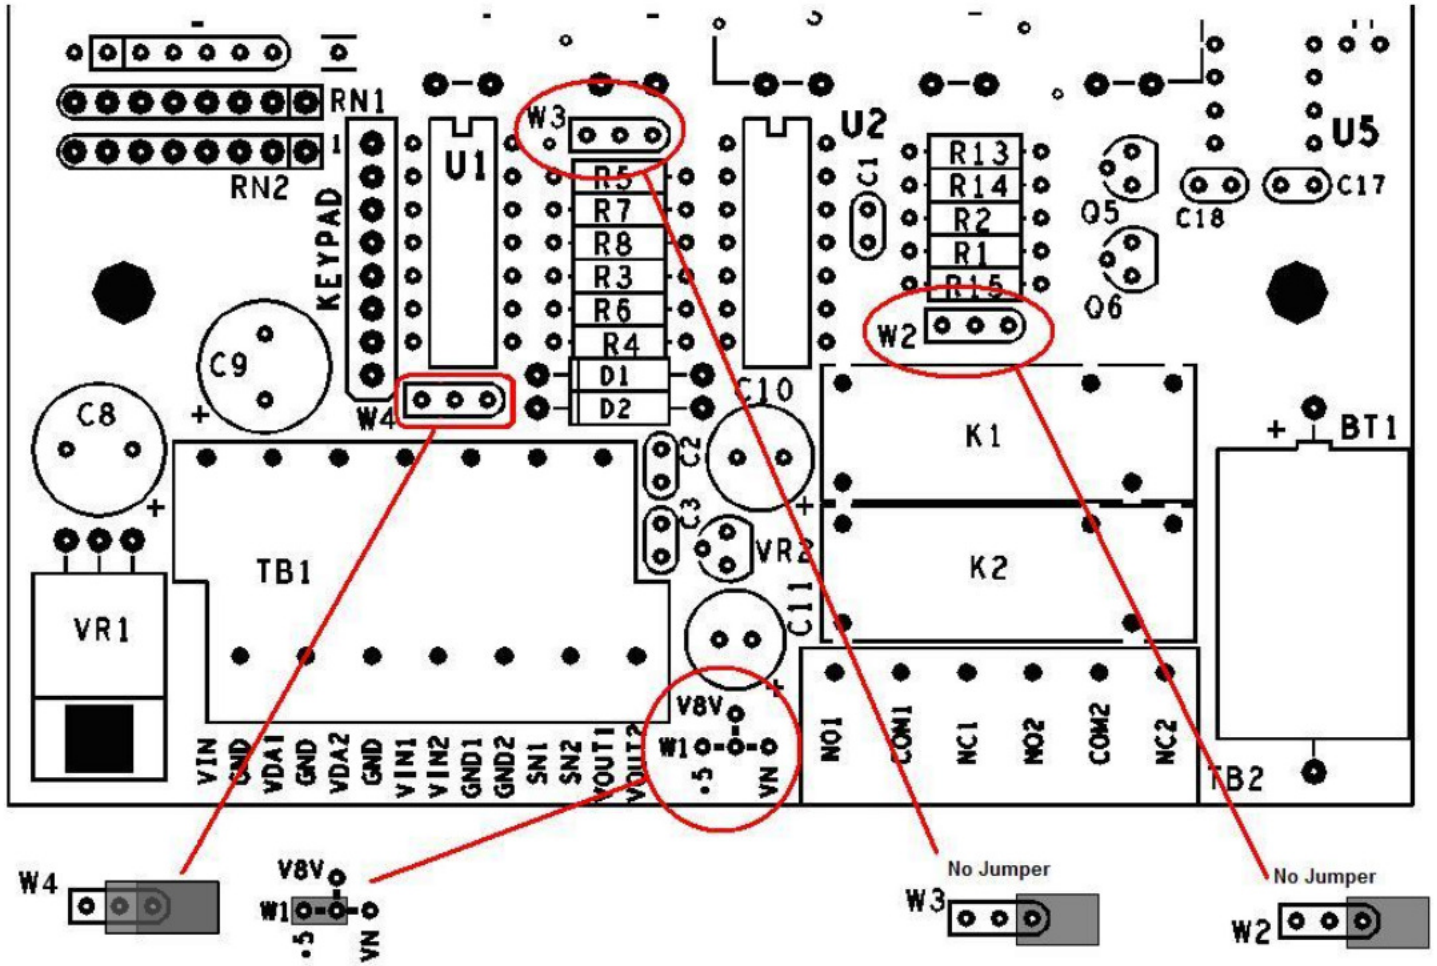 RN1
W3
U2
U5
1
U1
C1
R13
RN2
R5
R14
C17
KEYPAD
R7
R2
Q5
C18
R8
R1
R3
R15
Q6
R6
W2
R4
C9
D1
C10
D2
C8
W4
K1
BT1
+
+
C2
+
+
C3
VR2
TB1
K2
C11
VR1
+
V8V
W1
.5
VN
VIN
GND
VDA1
GND
VDA2
GND
VIN1
VIN2
GND1
GND2
SN1
SN2
VOUT1
VOUT2
NO1
COM1
NC1
NO2
COM2
NC2
TB2
V8V
No Jumper
No Jumper
W4
W1
W3
W2
.5
VN